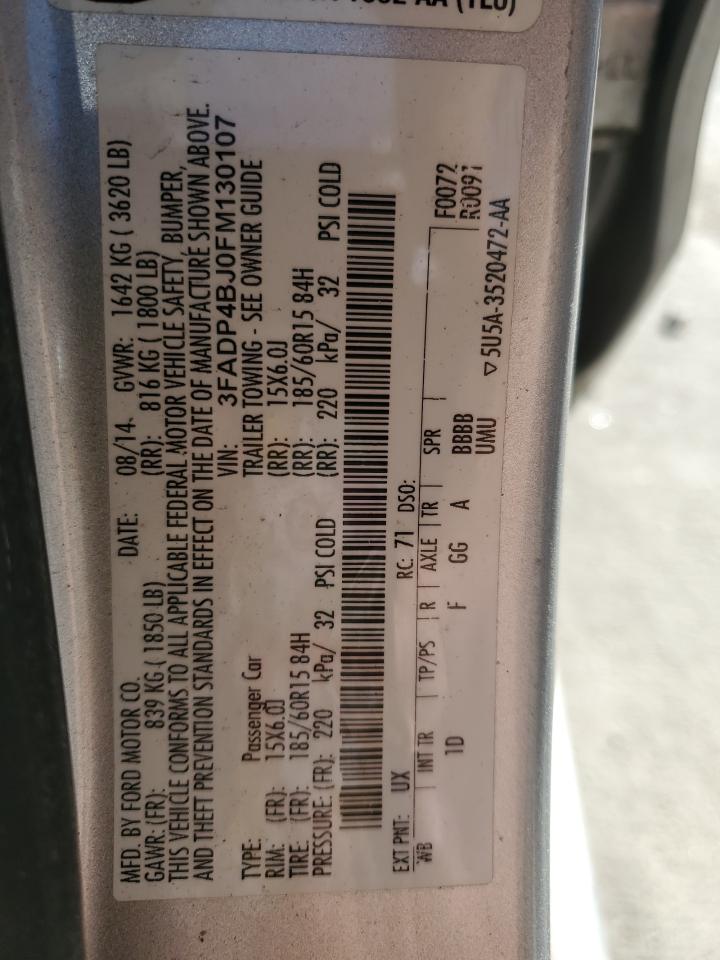 AA (TEO)
MFD. BY FORD MOTOR CO. DATE: 08/14. GVWR: 1642 KG ( 3620 LB)
GAWR: (FR): 839 KG ( 1850 LB) (RR): 816 KG ( 1800 LB)
THIS VEHICLE CONFORMS TO ALL APPLICABLE FEDERAL MOTOR VEHICLE SAFETY, BUMPER,
AND THEFT PREVENTION STANDARDS IN EFFECT ON THE DATE OF MANUFACTURE SHOWN ABOVE.
VIN: 3FADP4BJ0FM130107
TYPE: Passenger Car TRAILER TOWING - SEE OWNER GUIDE
RIM: (FR): 15X6.0J (RR): 15X6.0J
TIRE: (FR): 185/60R15 84H (RR): 185/60R15 84H
PRESSURE: (FR): 220 kPa/ 32 PSI COLD (RR): 220 kPa/ 32 PSI COLD
EXT PNT: UX RC: 71 DSO: F0072
WB INT TR TP/PS R AXLE TR SPR R0091
1D F GG A BBBB
UMU
▽ 5U5A-3520472-AA